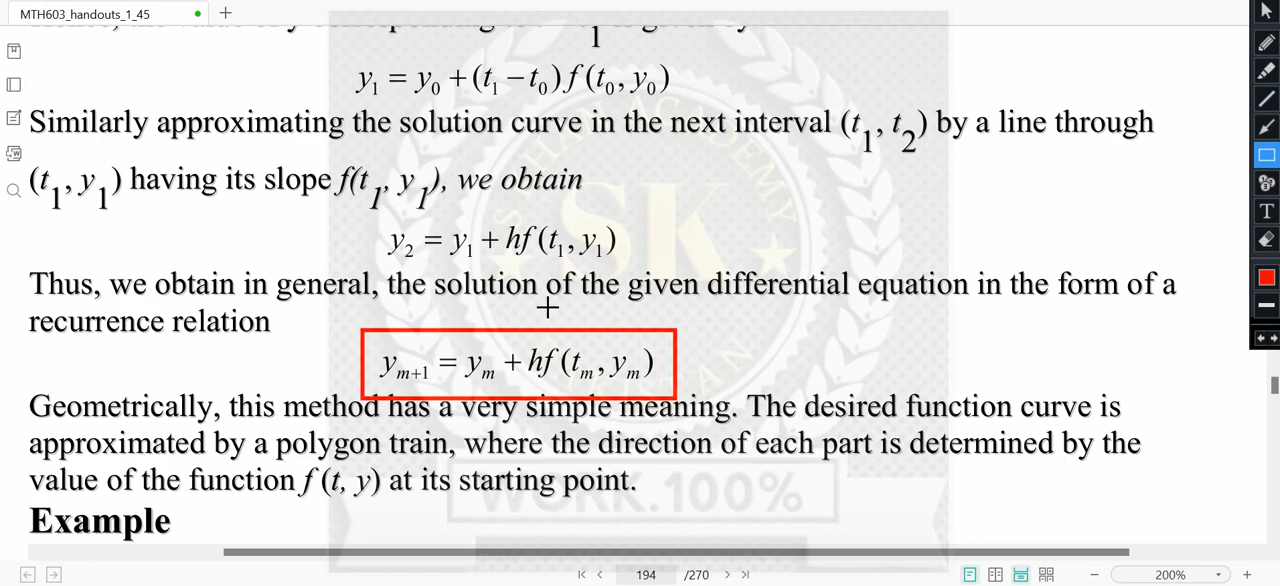 MTH603_handouts_1_45
y₁ = y₀ + (t₁ − t₀) f (t₀, y₀)
Similarly approximating the solution curve in the next interval (t₁, t₂) by a line through
(t₁, y₁) having its slope f(t₁, y₁), we obtain
y₂ = y₁ + hf (t₁, y₁)
Thus, we obtain in general, the solution of the given differential equation in the form of a
recurrence relation
yₘ₊₁ = yₘ + hf (tₘ, yₘ)
Geometrically, this method has a very simple meaning. The desired function curve is
approximated by a polygon train, where the direction of each part is determined by the
value of the function f (t, y) at its starting point.
WORK.100%
Example
194 /270
200%